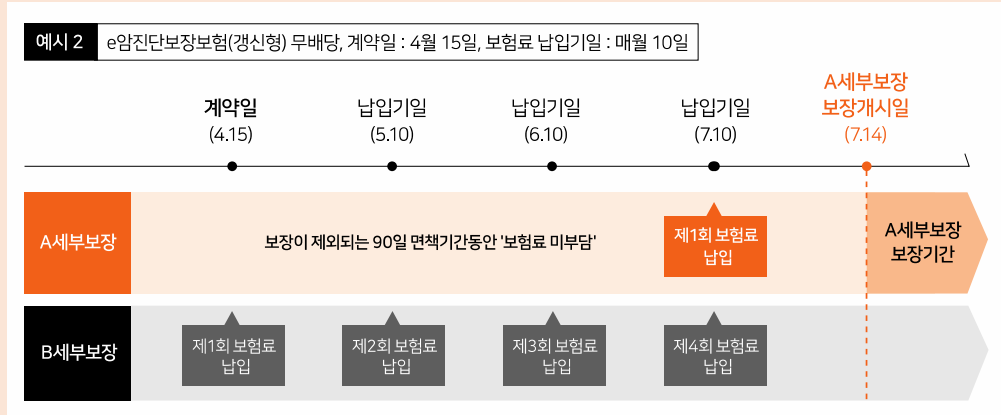 예시 2 e암진단보장보험(갱신형) 무배당, 계약일 : 4월 15일, 보험료 납입기일 : 매월 10일
A세부보장
보장개시일
(7.14)
계약일
(4.15)
납입기일
(5.10)
납입기일
(6.10)
납입기일
(7.10)
A세부보장
보장이 제외되는 90일 면책기간동안 '보험료 미부담'
제1회 보험료
납입
A세부보장
보장기간
B세부보장
제1회 보험료
납입
제2회 보험료
납입
제3회 보험료
납입
제4회 보험료
납입